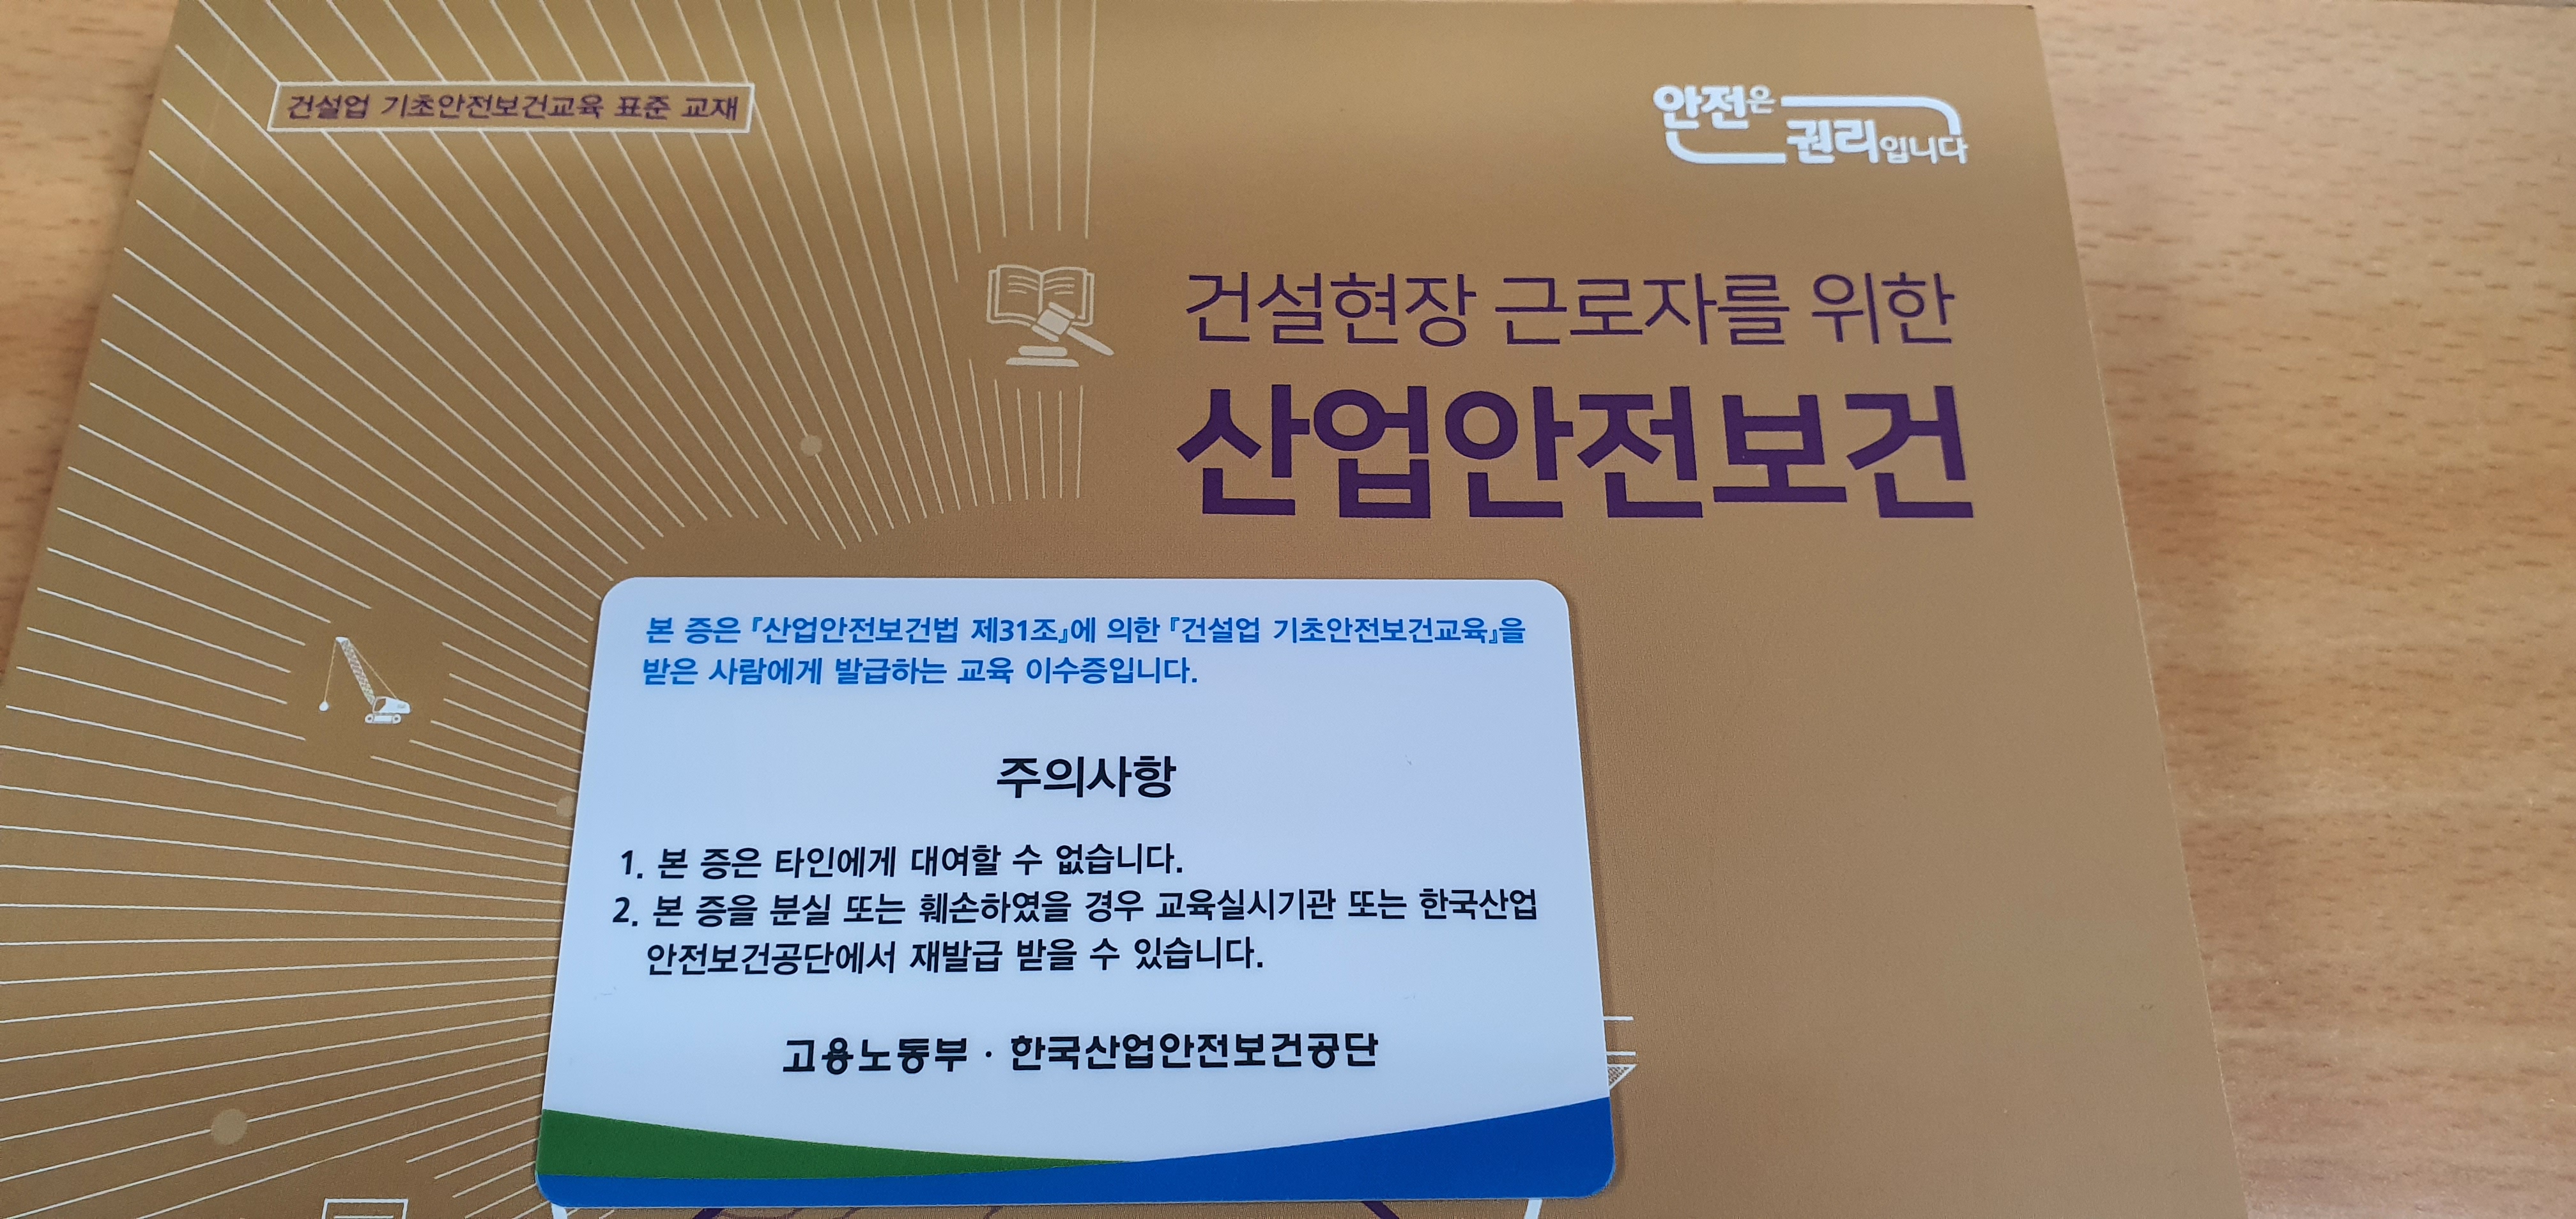 건설업 기초안전보건교육 표준 교재
안전은
권리입니다
건설현장 근로자를 위한
산업안전보건
본 증은 『산업안전보건법 제31조』에 의한 『건설업 기초안전보건교육』을
받은 사람에게 발급하는 교육 이수증입니다.
주의사항
1. 본 증은 타인에게 대여할 수 없습니다.
2. 본 증을 분실 또는 훼손하였을 경우 교육실시기관 또는 한국산업
안전보건공단에서 재발급 받을 수 있습니다.
고용노동부 · 한국산업안전보건공단